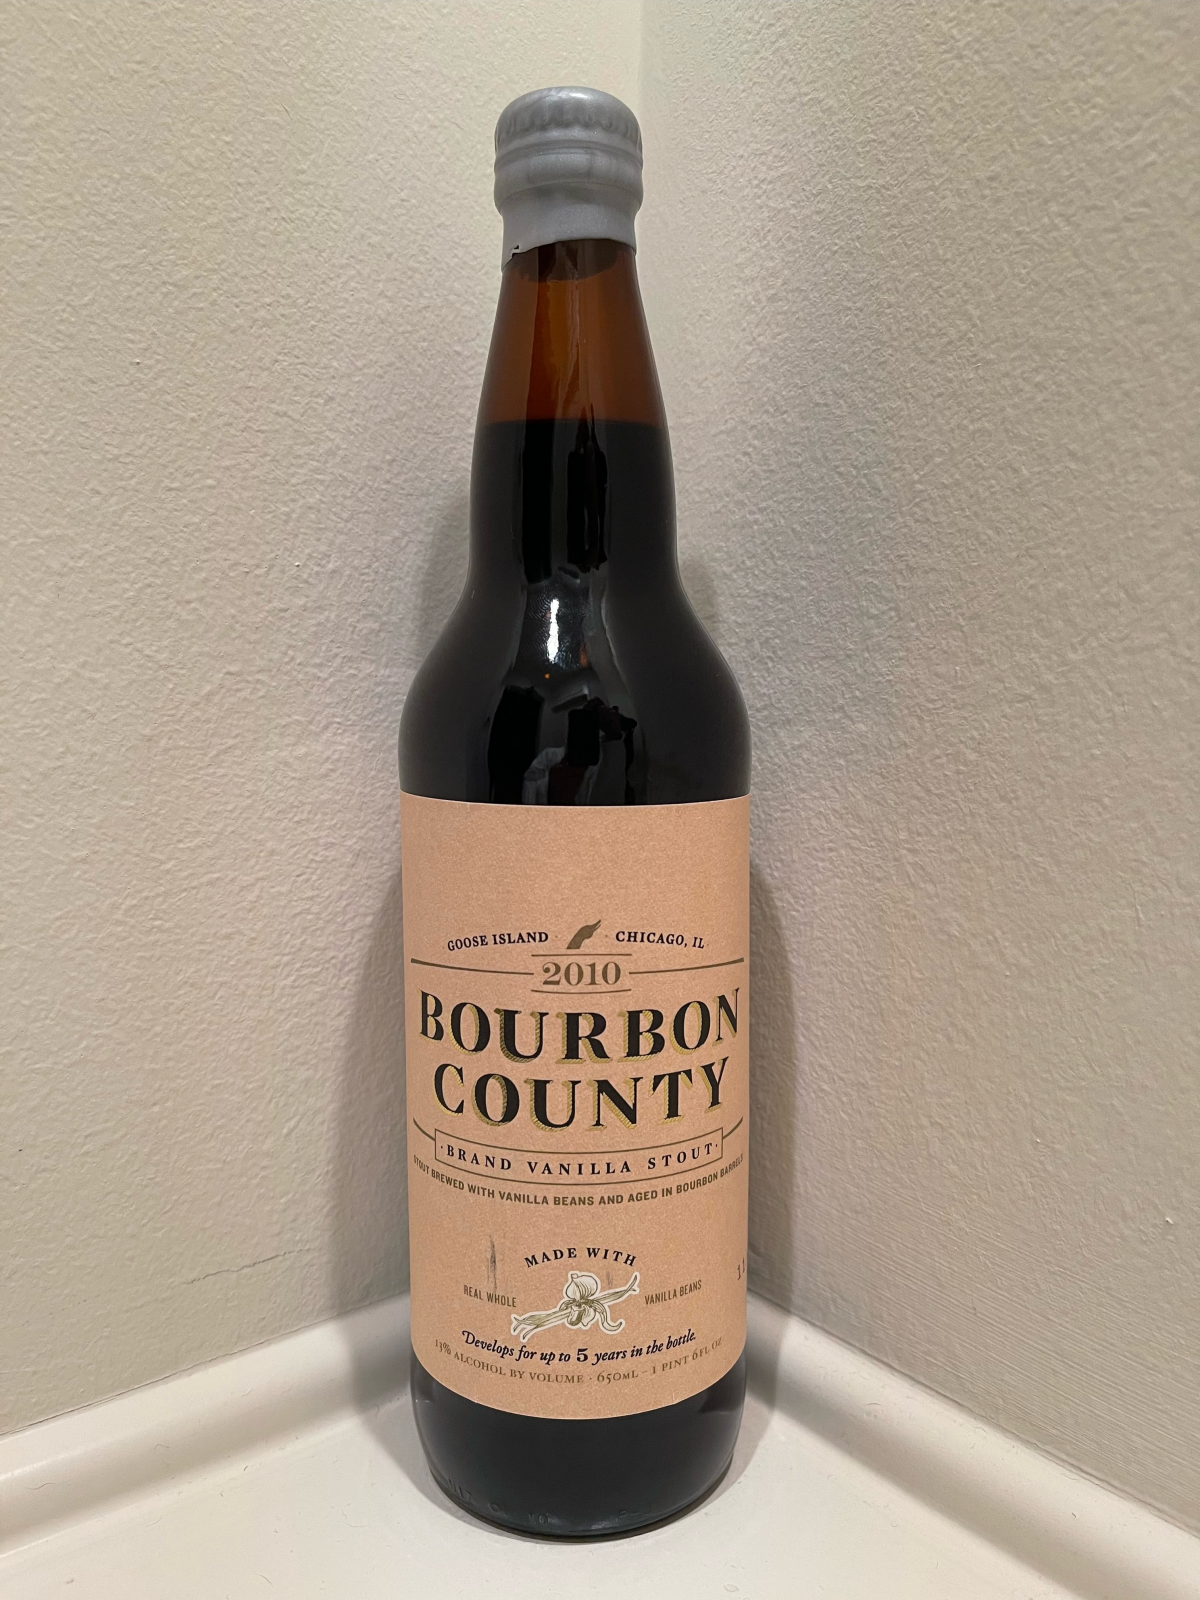 GOOSE ISLAND CHICAGO, IL
2010
BOURBON
COUNTY
·BRAND VANILLA STOUT·
STOUT BREWED WITH VANILLA BEANS AND AGED IN BOURBON BARRELS
MADE WITH
REAL WHOLE VANILLA BEANS
Develops for up to 5 years in the bottle.
13% ALCOHOL BY VOLUME · 650ML – 1 PINT 6FL OZ